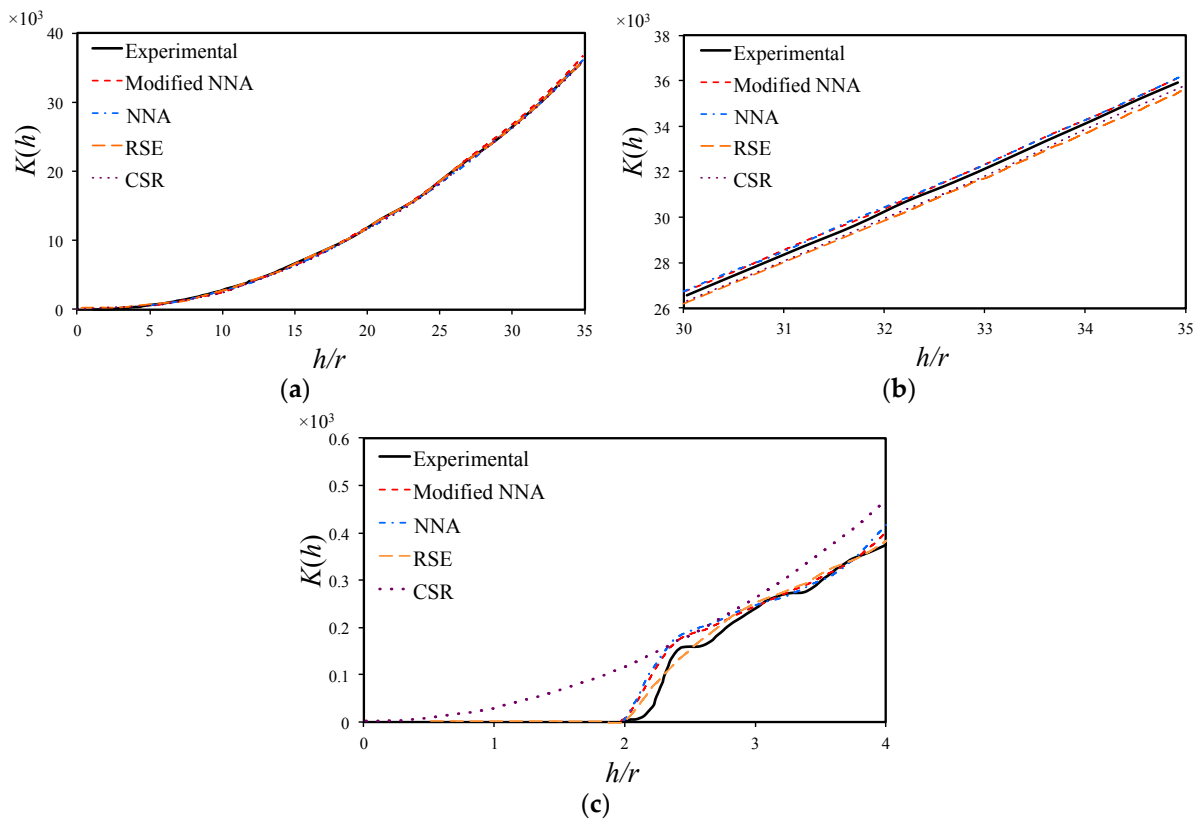 ×10³
40
30
20
10
0
K(h)
Experimental
Modified NNA
NNA
RSE
CSR
0 5 10 15 20 25 30 35
h/r
(a)
×10³
38
36
34
32
30
28
26
K(h)
Experimental
Modified NNA
NNA
RSE
CSR
30 31 32 33 34 35
h/r
(b)
×10³
0.6
0.5
0.4
0.3
0.2
0.1
0
K(h)
Experimental
Modified NNA
NNA
RSE
CSR
0 1 2 3 4
h/r
(c)